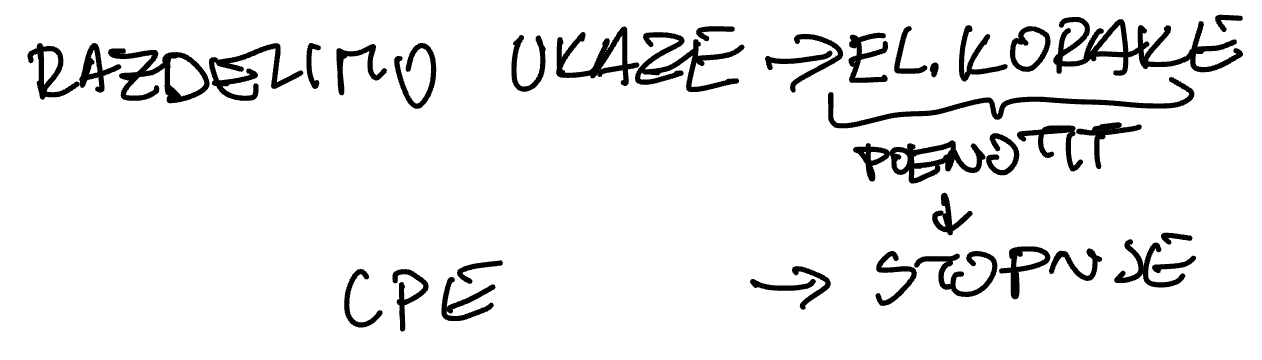 RAZDELIMO UKAZE → EL. KORAKE
POENOTIT
↓
CPE → STOPNJE